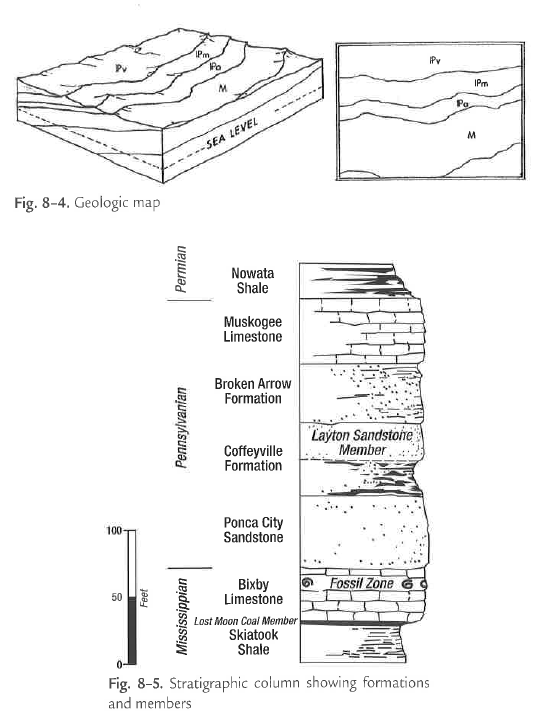 IPv
IPm
IPa
M
SEA LEVEL
IPv
IPm
IPa
M
Fig. 8–4. Geologic map
Permian
Nowata
Shale
Muskogee
Limestone
Pennsylvanian
Broken Arrow
Formation
Layton Sandstone
Member
Coffeyville
Formation
Ponca City
Sandstone
100
50
0
Feet
Mississippian
Bixby
Limestone
Fossil Zone
Lost Moon Coal Member
Skiatook
Shale
Fig. 8–5. Stratigraphic column showing formations
and members